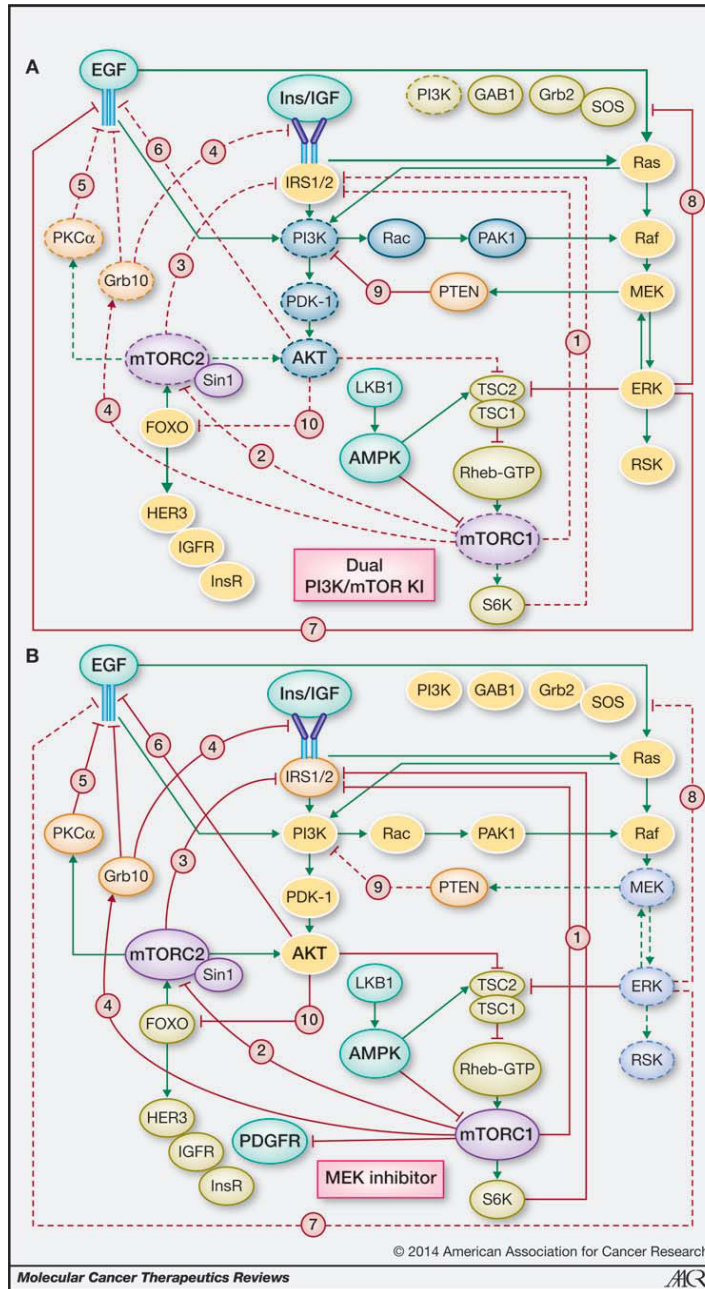 A
EGF
Ins/IGF
PI3K
GAB1
Grb2
SOS
6
4
IRS1/2
Ras
8
5
PKCα
Grb10
3
PI3K
Rac
PAK1
Raf
9
PTEN
MEK
PDK-1
1
mTORC2
Sin1
AKT
LKB1
TSC2
TSC1
ERK
4
FOXO
10
2
AMPK
Rheb-GTP
RSK
HER3
IGFR
InsR
mTORC1
Dual
PI3K/mTOR KI
S6K
7
B
EGF
Ins/IGF
PI3K
GAB1
Grb2
SOS
6
4
IRS1/2
Ras
8
5
PKCα
Grb10
3
PI3K
Rac
PAK1
Raf
9
PTEN
MEK
PDK-1
1
mTORC2
Sin1
AKT
LKB1
TSC2
TSC1
ERK
4
FOXO
10
2
AMPK
Rheb-GTP
RSK
HER3
IGFR
InsR
PDGFR
mTORC1
MEK inhibitor
S6K
7
© 2014 American Association for Cancer Research
Molecular Cancer Therapeutics Reviews
AACR